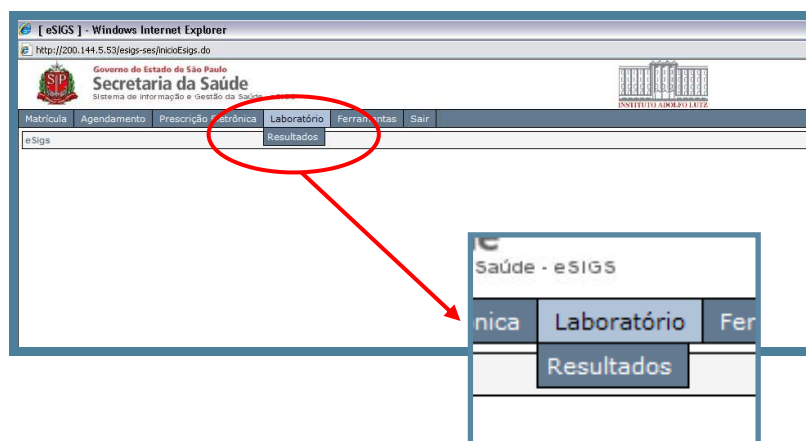 [ eSIGS ] - Windows Internet Explorer
http://200.144.5.53/esigs-ses/inicioEsigs.do
Governo do Estado de São Paulo
Secretaria da Saúde
Sistema de Informação e Gestão da Saúde - eSIGS
SP
INSTITUTO ADOLFO LUTZ
Matrícula Agendamento Prescrição Eletrônica Laboratório Ferramentas Sair
Resultados
eSigs
Saúde - eSIGS
nica Laboratório Fer
Resultados